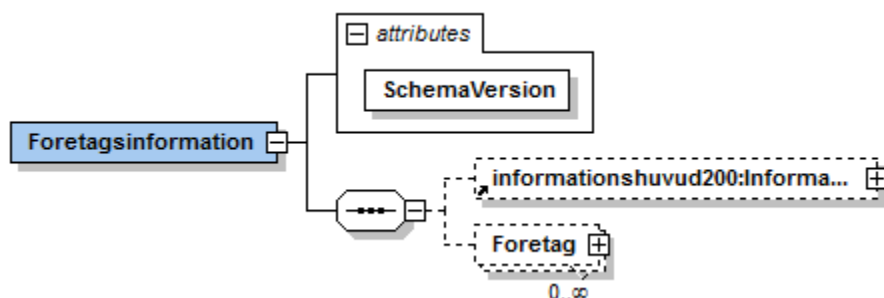 attributes
SchemaVersion
Foretagsinformation
informationshuvud200:Informa...
Foretag
0..∞